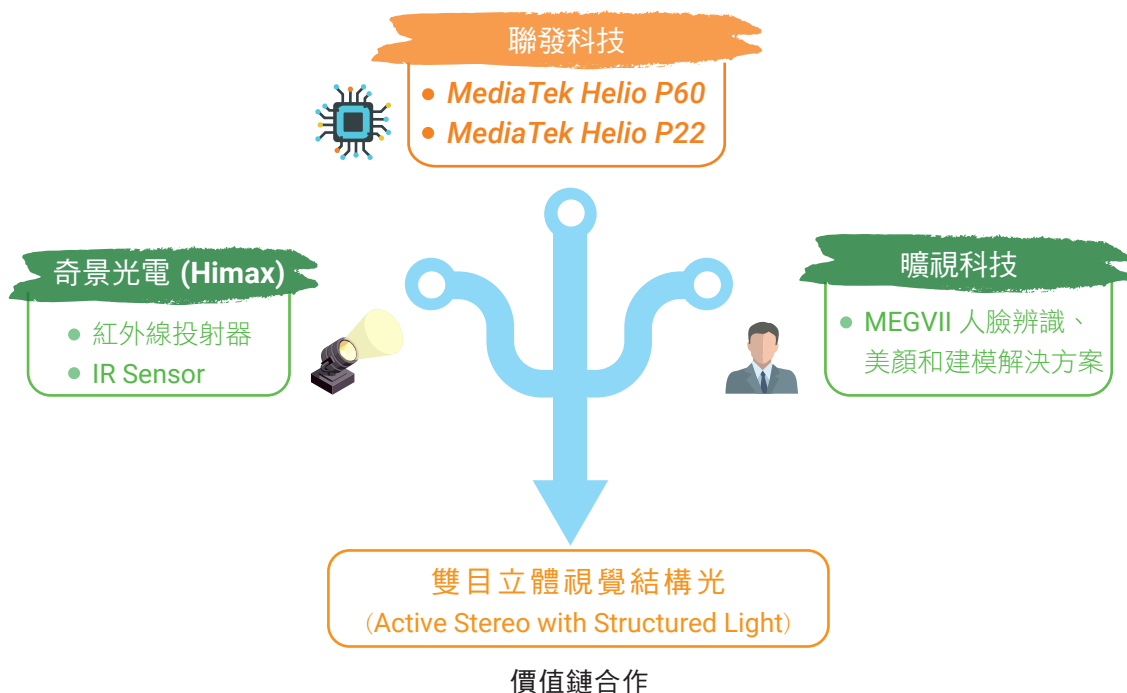 聯發科技
MediaTek Helio P60
MediaTek Helio P22
奇景光電 (Himax)
紅外線投射器
IR Sensor
曠視科技
MEGVII 人臉辨識、
美顏和建模解決方案
雙目立體視覺結構光
(Active Stereo with Structured Light)
價值鏈合作